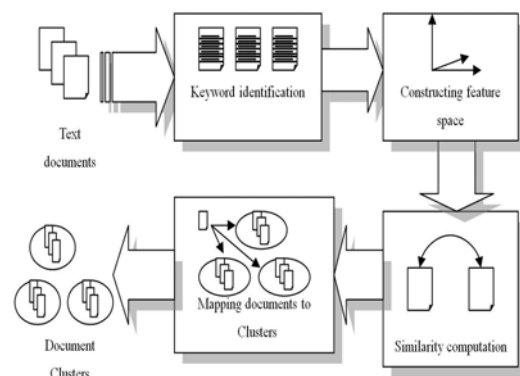 Text
documents
Keyword identification
Constructing feature
space
Similarity computation
Mapping documents to
Clusters
Document
Clusters